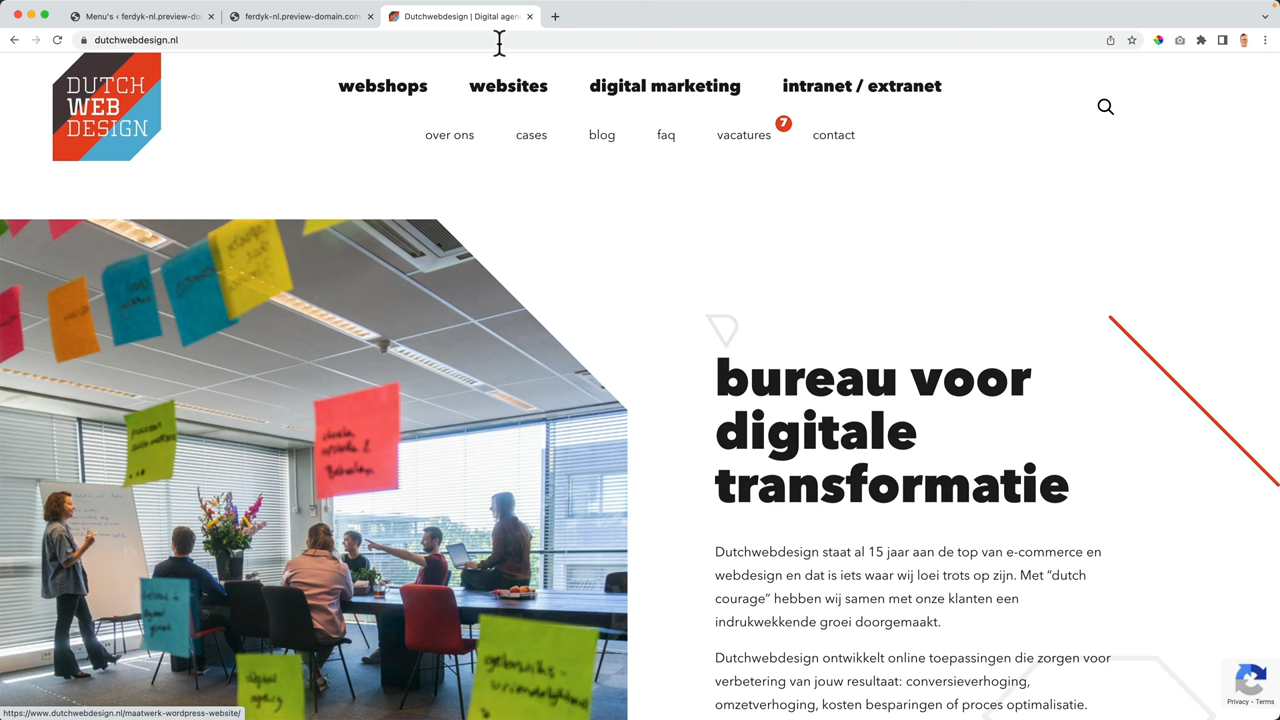 Menu's ‹ ferdyk-nl.preview-do
ferdyk-nl.preview-domain.com
Dutchwebdesign | Digital agen
dutchwebdesign.nl
DUTCH
WEB
DESIGN
webshops websites digital marketing intranet / extranet
over ons cases blog faq vacatures 7 contact
bureau voor
digitale
transformatie
Dutchwebdesign staat al 15 jaar aan de top van e-commerce en
webdesign en dat is iets waar wij
trots op zijn. Met “dutch
courage” hebben wij samen met onze klanten een
indrukwekkende groei doorgemaakt.
Dutchwebdesign ontwikkelt online toepassingen die zorgen voor
verbetering van jouw resultaat: conversieverhoging,
omzetverhoging, kosten besparingen of proces optimalisatie.
https://www.dutchwebdesign.nl/maatwerk-wordpress-website/
Privacy - Terms